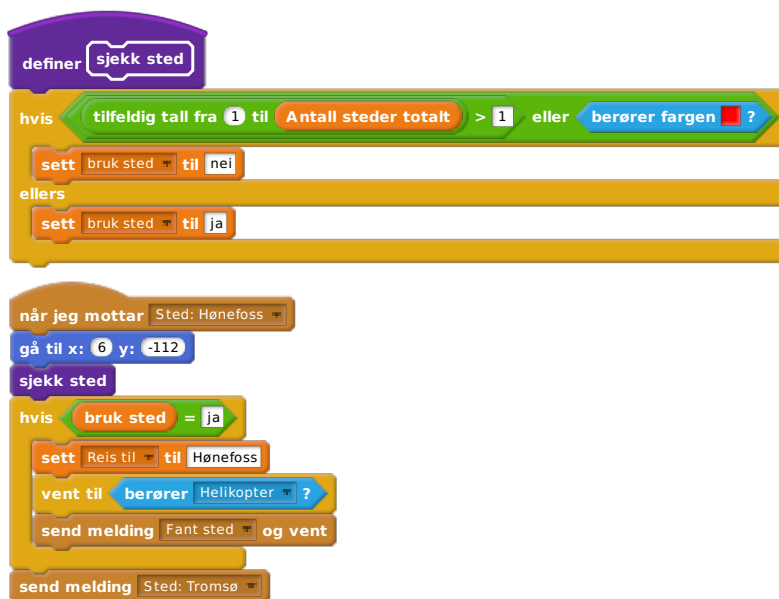 definer sjekk sted
hvis tilfeldig tall fra 1 til Antall steder totalt > 1 eller berører fargen ?
sett bruk sted til nei
ellers
sett bruk sted til ja
når jeg mottar Sted: Hønefoss
gå til x: 6 y: -112
sjekk sted
hvis bruk sted = ja
sett Reis til til Hønefoss
vent til berører Helikopter ?
send melding Fant sted og vent
send melding Sted: Tromsø